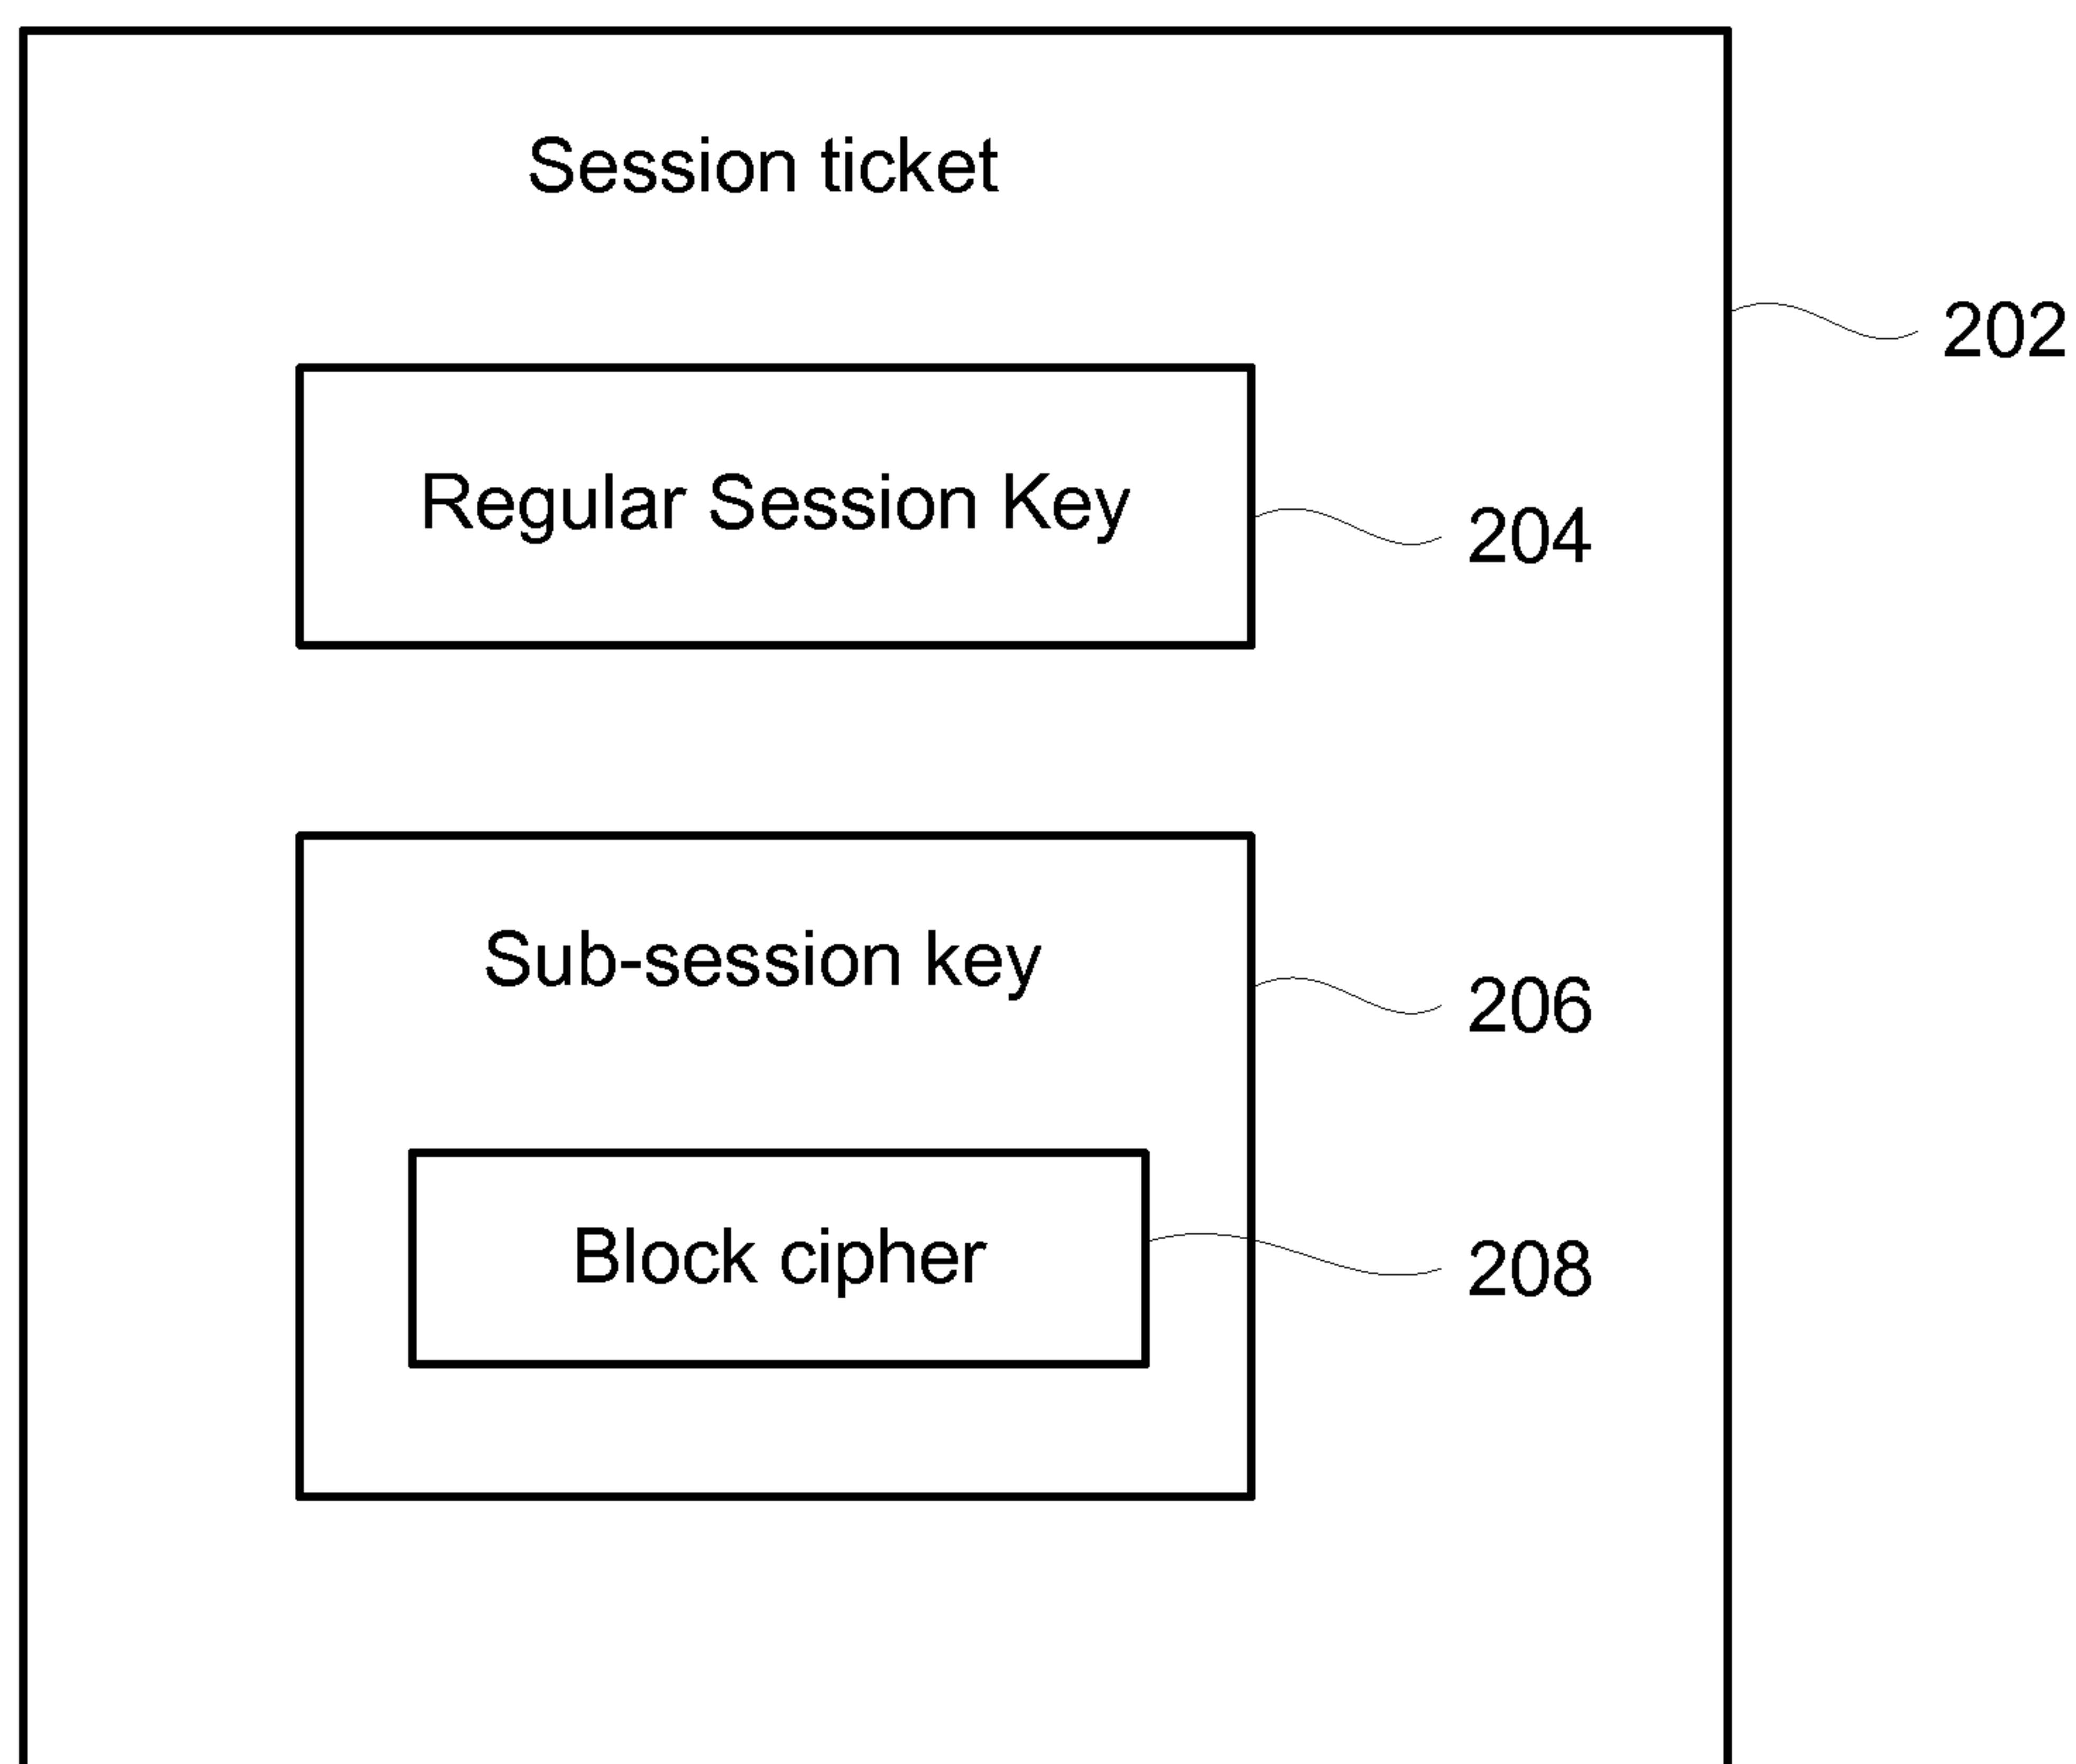 Session ticket
202
Regular Session Key
204
Sub-session key
206
Block cipher
208